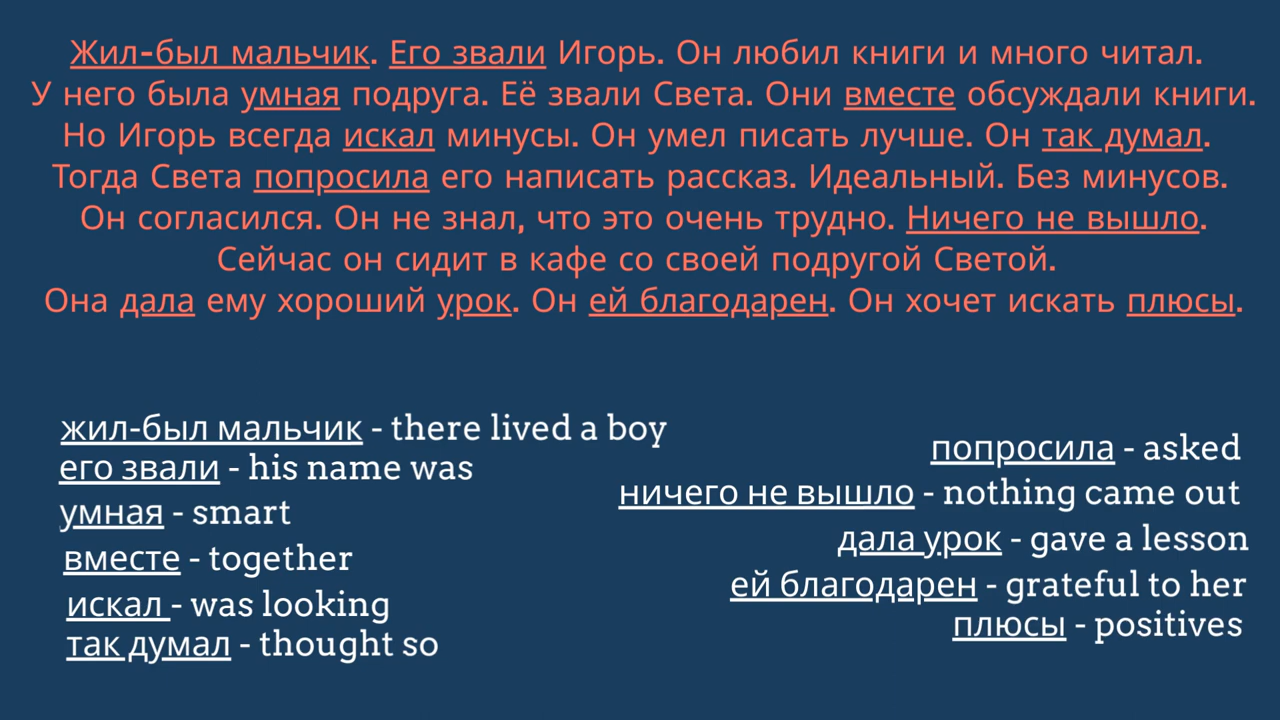 Жил-был мальчик. Его звали Игорь. Он любил книги и много читал.
У него была умная подруга. Её звали Света. Они вместе обсуждали книги.
Но Игорь всегда искал минусы. Он умел писать лучше. Он так думал.
Тогда Света попросила его написать рассказ. Идеальный. Без минусов.
Он согласился. Он не знал, что это очень трудно. Ничего не вышло.
Сейчас он сидит в кафе со своей подругой Светой.
Она дала ему хороший урок. Он ей благодарен. Он хочет искать плюсы.
жил-был мальчик - there lived a boy
его звали - his name was
умная - smart
вместе - together
искал - was looking
так думал - thought so
попросила - asked
ничего не вышло - nothing came out
дала урок - gave a lesson
ей благодарен - grateful to her
плюсы - positives